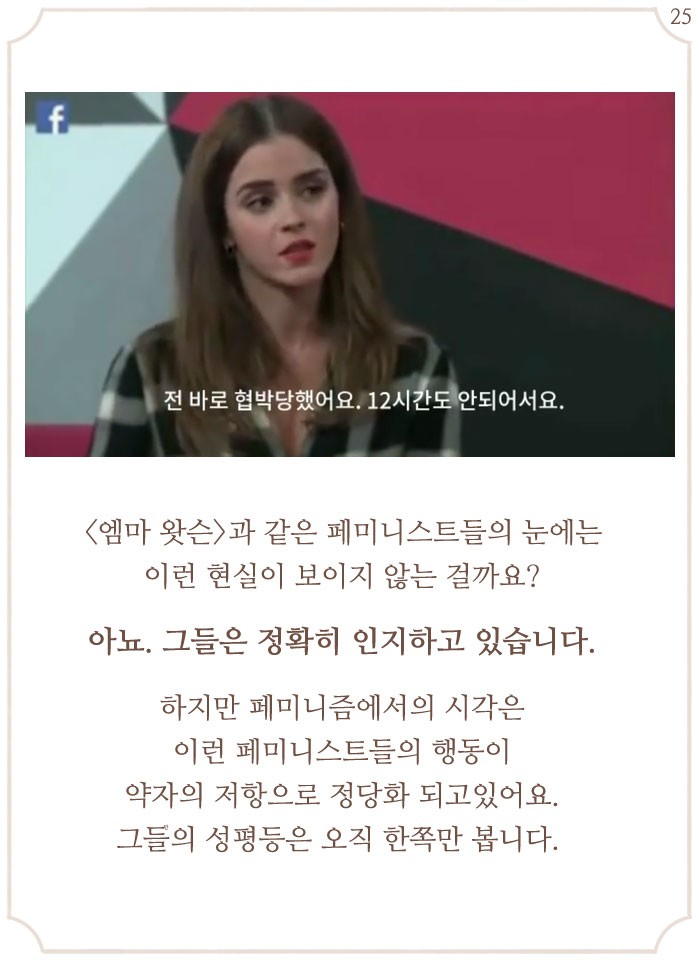 25
f
전 바로 협박당했어요. 12시간도 안되어서요.
<엠마 왓슨>과 같은 페미니스트들의 눈에는
이런 현실이 보이지 않는 걸까요?
아뇨. 그들은 정확히 인지하고 있습니다.
하지만 페미니즘에서의 시각은
이런 페미니스트들의 행동이
약자의 저항으로 정당화 되고있어요.
그들의 성평등은 오직 한쪽만 봅니다.